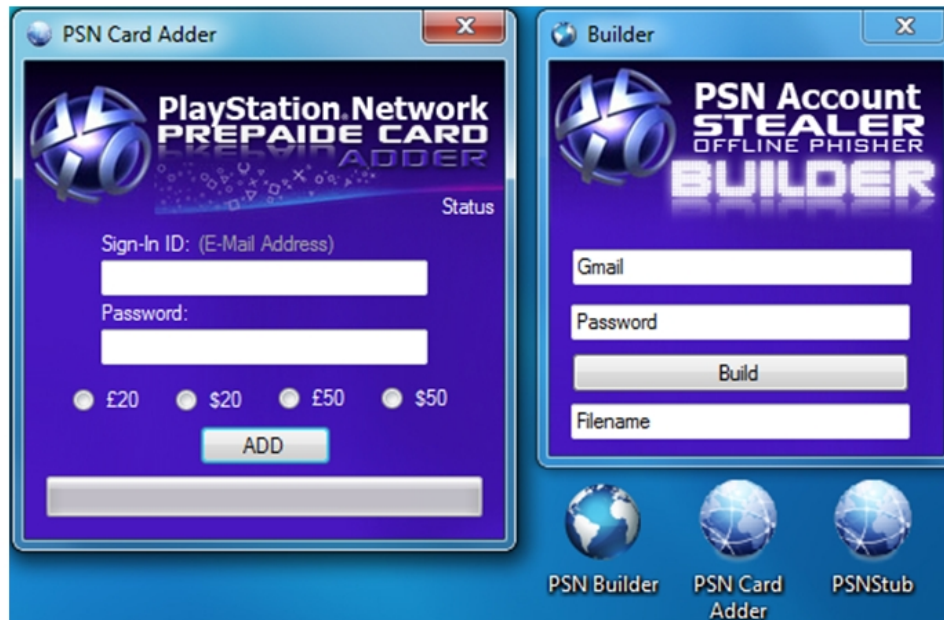 PSN Card Adder
PlayStation.Network
PREPAIDE CARD
ADDER
Status
Sign-In ID: (E-Mail Address)
Password:
£20
$20
£50
$50
ADD
Builder
PSN Account
STEALER
OFFLINE PHISHER
BUILDER
Gmail
Password
Build
Filename
PSN Builder
PSN Card
Adder
PSNStub